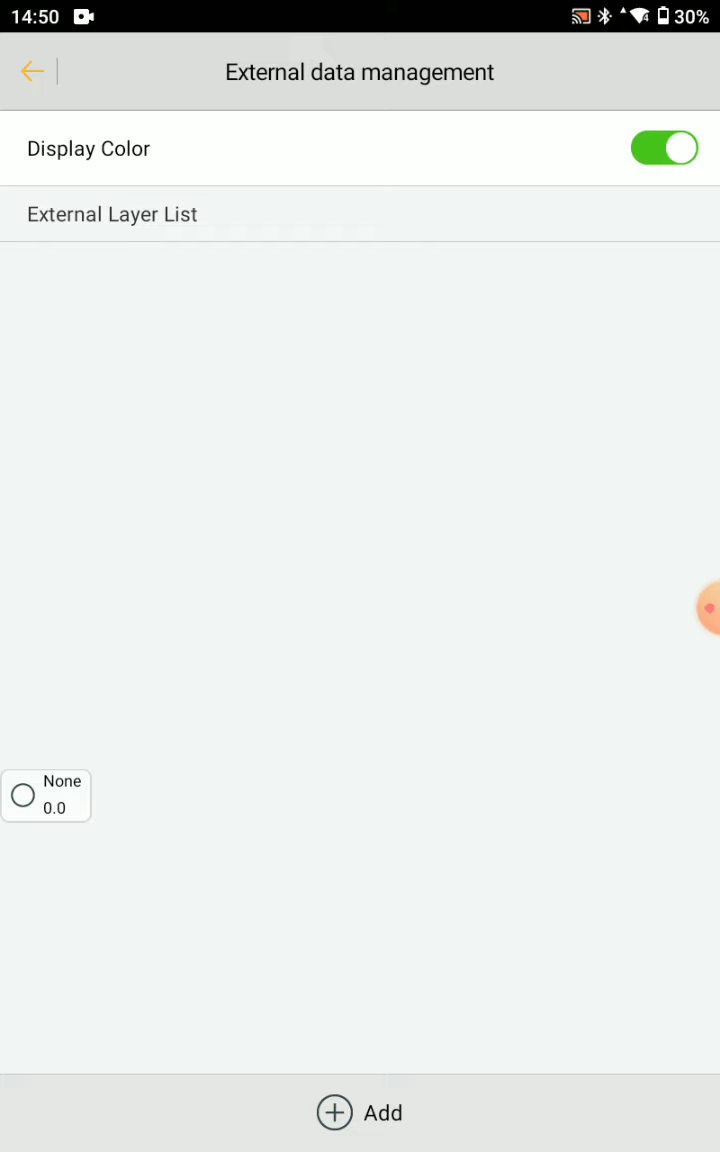 14:50
30%
External data management
Display Color
External Layer List
None
0.0
Add